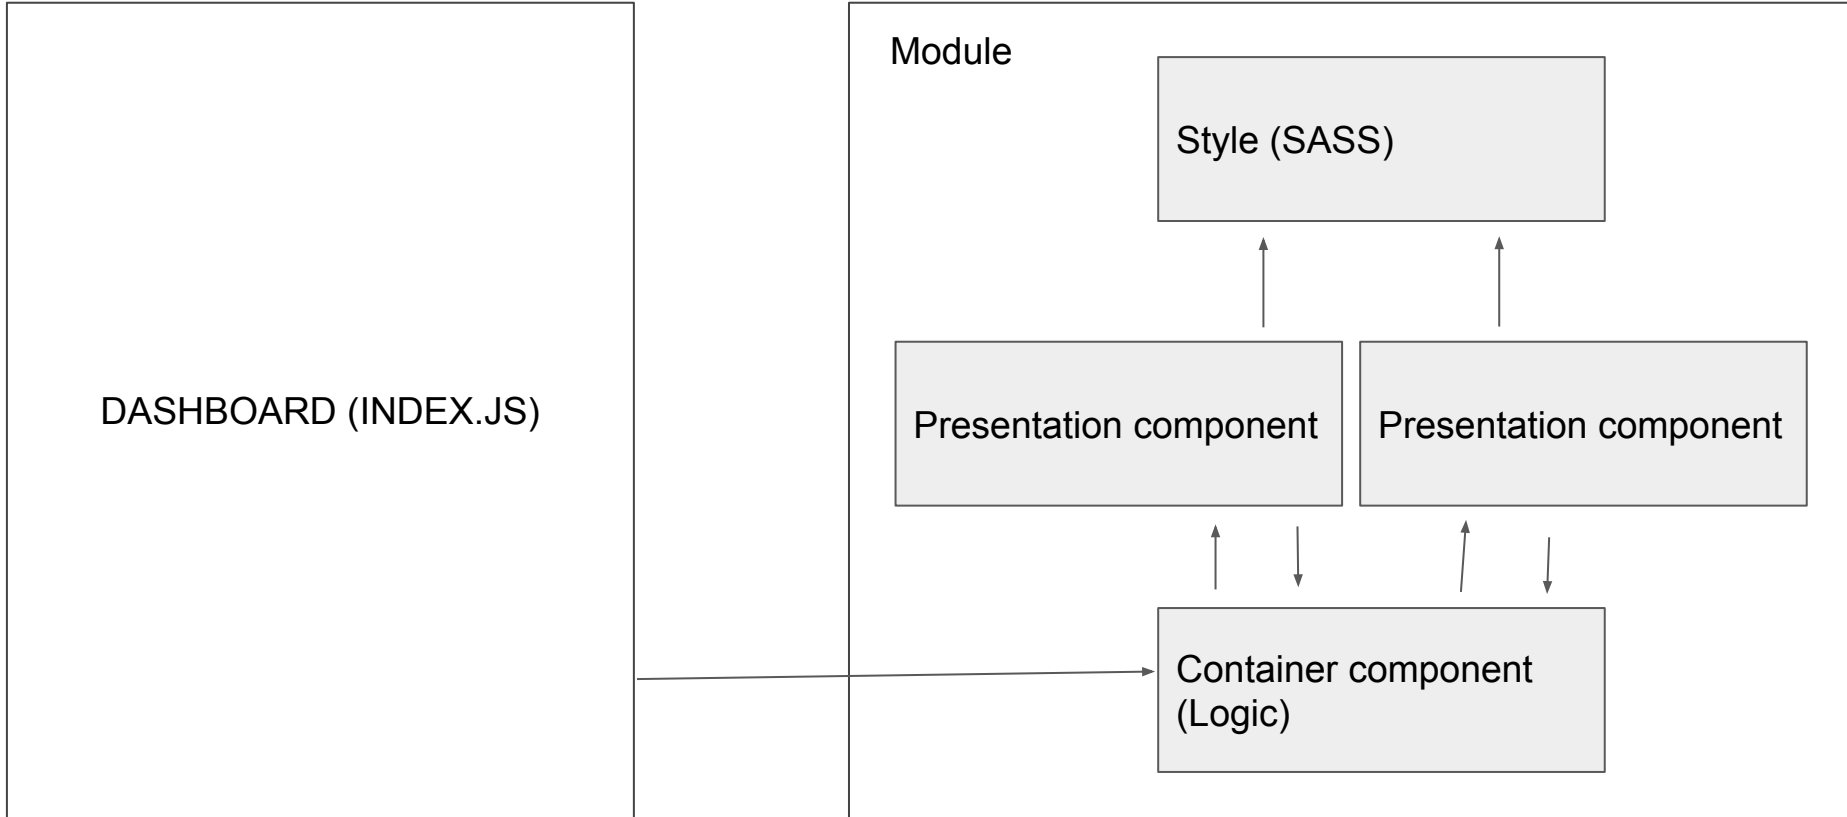 Module
Style (SASS)
DASHBOARD (INDEX.JS)
Presentation component
Presentation component
Container component
(Logic)